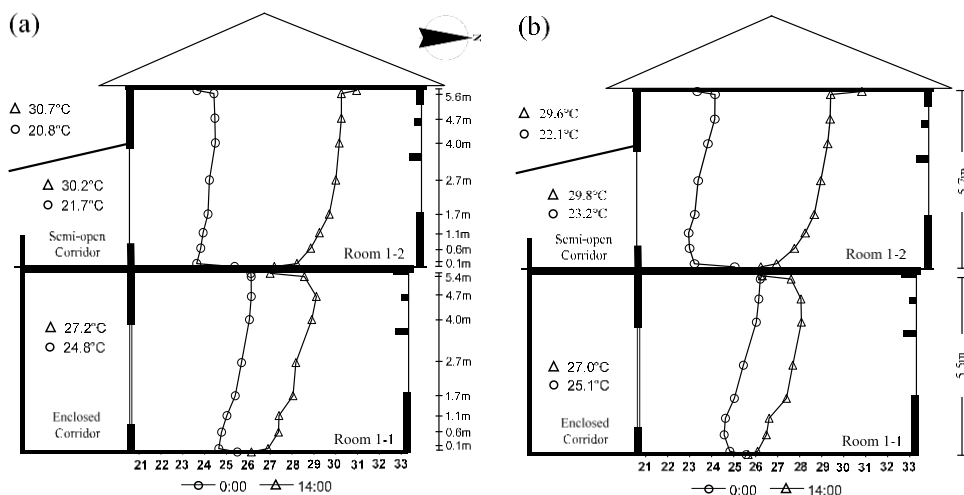 (a)
N
5.6m
△ 30.7°C
○ 20.8°C
4.7m
4.0m
△ 30.2°C
○ 21.7°C
2.7m
1.7m
Semi-open
Corridor
1.1m
0.6m
Room 1-2
0.1m
5.4m
4.7m
4.0m
△ 27.2°C
○ 24.8°C
2.7m
1.7m
1.1m
Enclosed
Corridor
0.6m
Room 1-1
0.1m
21 22 23 24 25 26 27 28 29 30 31 32 33
0:00 14:00
(b)
△ 29.6°C
○ 22.1°C
5.7m
△ 29.8°C
○ 23.2°C
Semi-open
Corridor
Room 1-2
5.5m
△ 27.0°C
○ 25.1°C
Enclosed
Corridor
Room 1-1
21 22 23 24 25 26 27 28 29 30 31 32 33
0:00 14:00